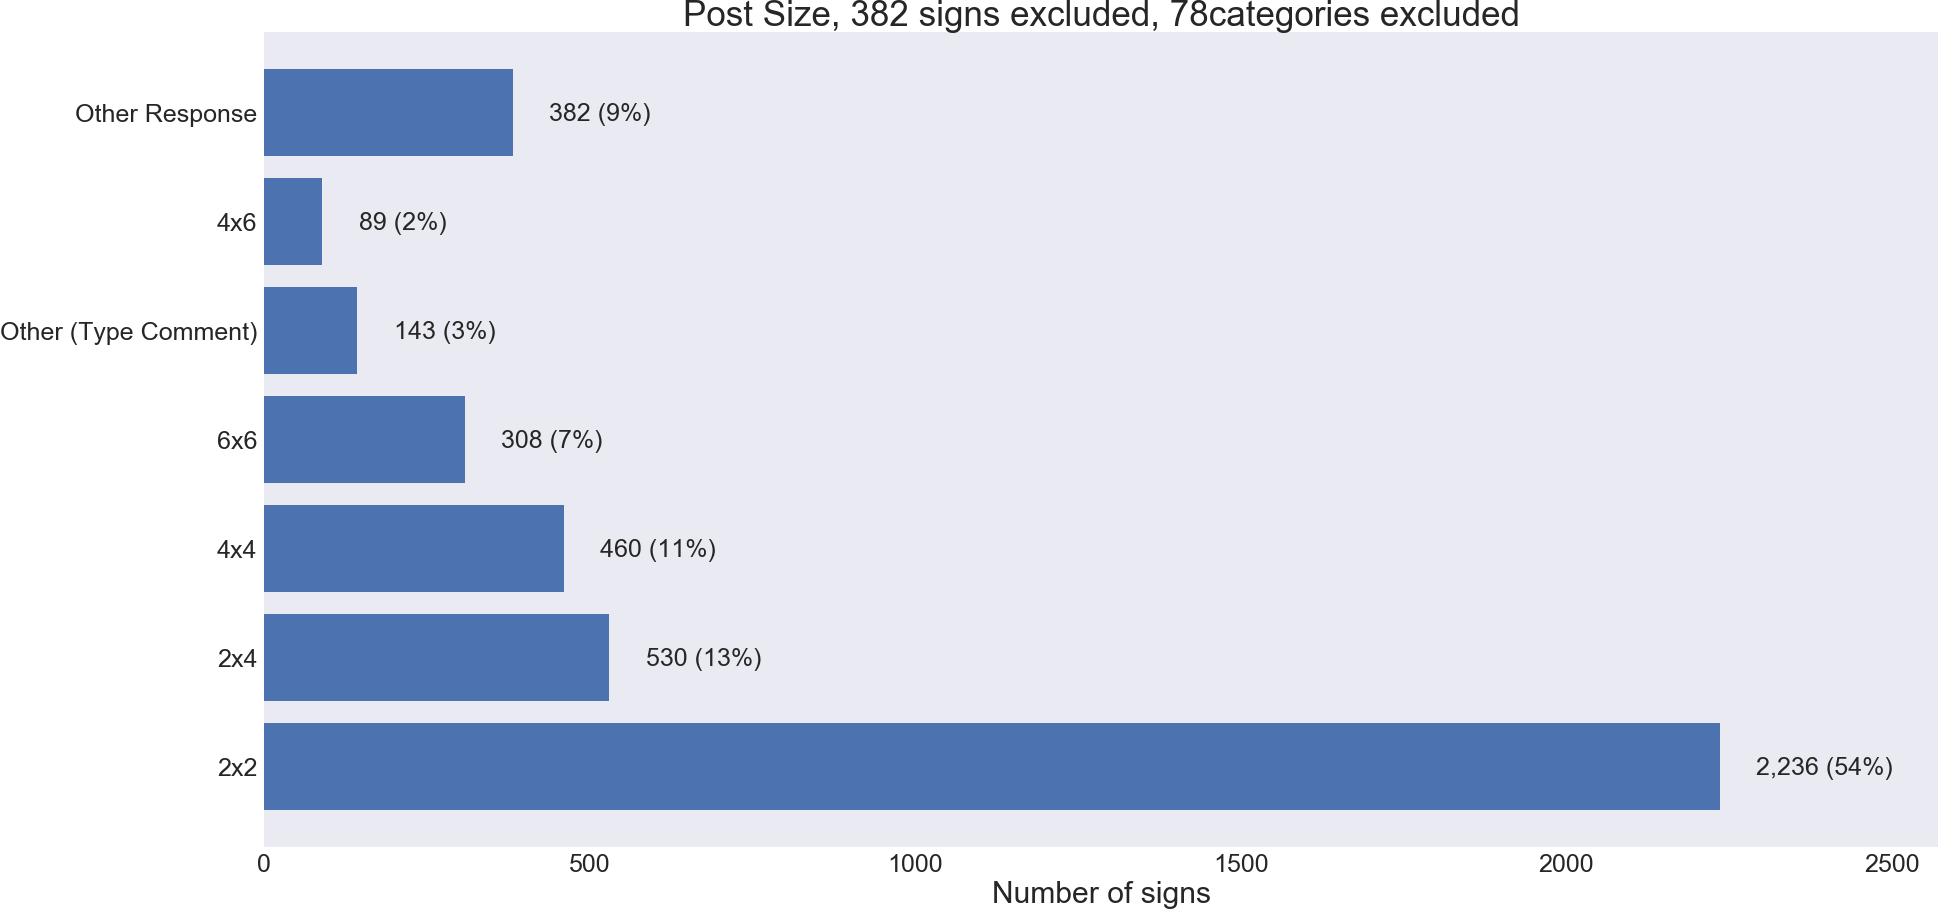 Post Size, 382 signs excluded, 78categories excluded
Other Response 382 (9%)
4x6 89 (2%)
Other (Type Comment) 143 (3%)
6x6 308 (7%)
4x4 460 (11%)
2x4 530 (13%)
2x2 2,236 (54%)
0 500 1000 1500 2000 2500
Number of signs